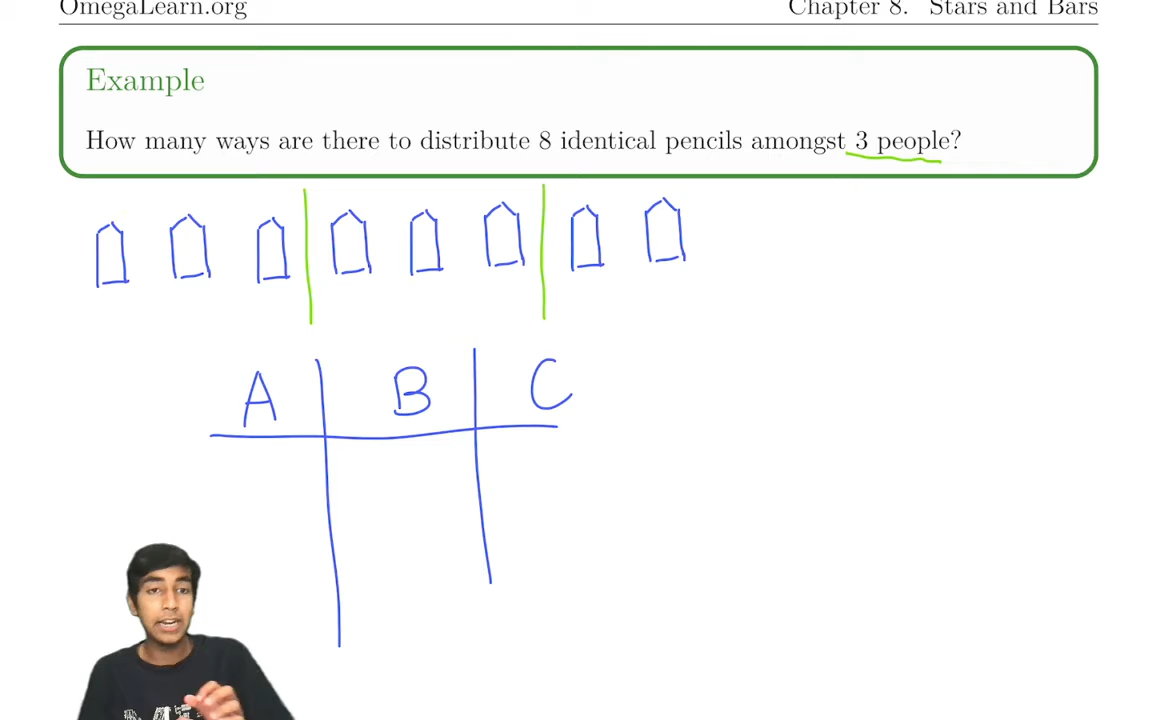 OmegaLearn.org Chapter 8. Stars and Bars
Example
How many ways are there to distribute 8 identical pencils amongst 3 people?
A B C